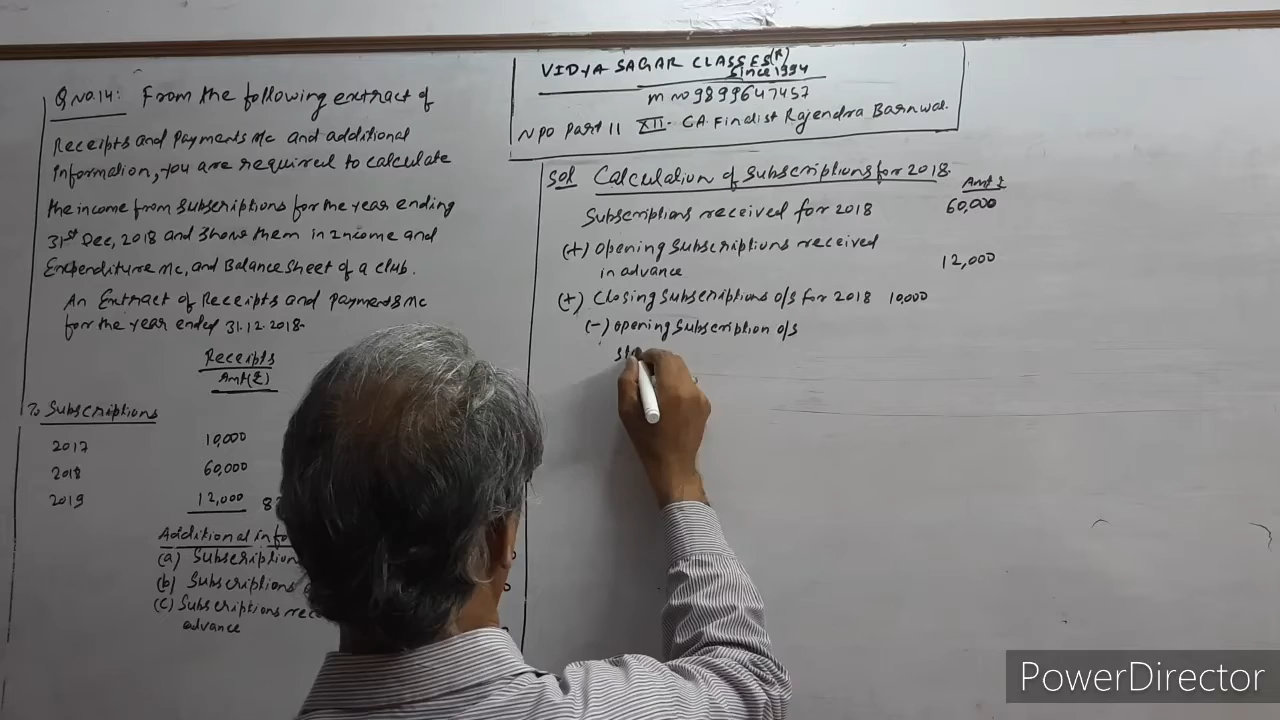 Q NO.14: From the following extract of
Receipts and Payments A/c and additional
Information, you are required to calculate
the income from subscriptions for the year ending
31st Dec, 2018 and show them in Income and
Expenditure A/c, and Balance Sheet of a club.
An Extract of Receipts and Payments A/c
for the year ended 31.12.2018.
Receipts
Amt (₹)
To Subscriptions
2017 10,000
2018 60,000
2019 12,000 8
Additional inf
(a) Subscription
(b) Subscriptions
(c) Subscriptions rec
advance
VIDYA SAGAR CLASSES (R)
Since 1994
M no 9899647457
NPO Part 11 XII - CA Finalist Rajendra Barnwal.
Sol Calculation of Subscriptions for 2018.
Amt ₹
Subscriptions received for 2018 60,000
(+) Opening Subscriptions received
in advance 12,000
(+) Closing Subscriptions o/s for 2018 10,000
(-) Opening Subscription o/s
PowerDirector